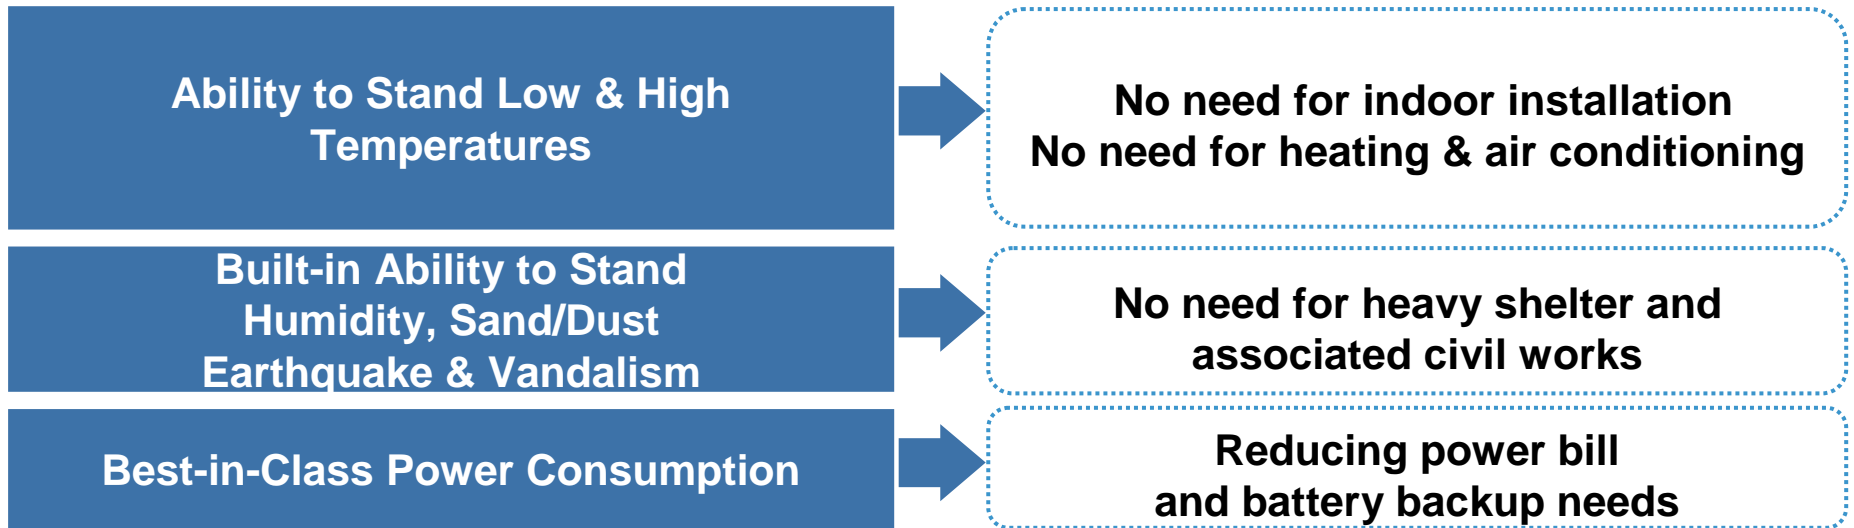 Ability to Stand Low & High
Temperatures
No need for indoor installation
No need for heating & air conditioning
Built-in Ability to Stand
Humidity, Sand/Dust
Earthquake & Vandalism
No need for heavy shelter and
associated civil works
Best-in-Class Power Consumption
Reducing power bill
and battery backup needs